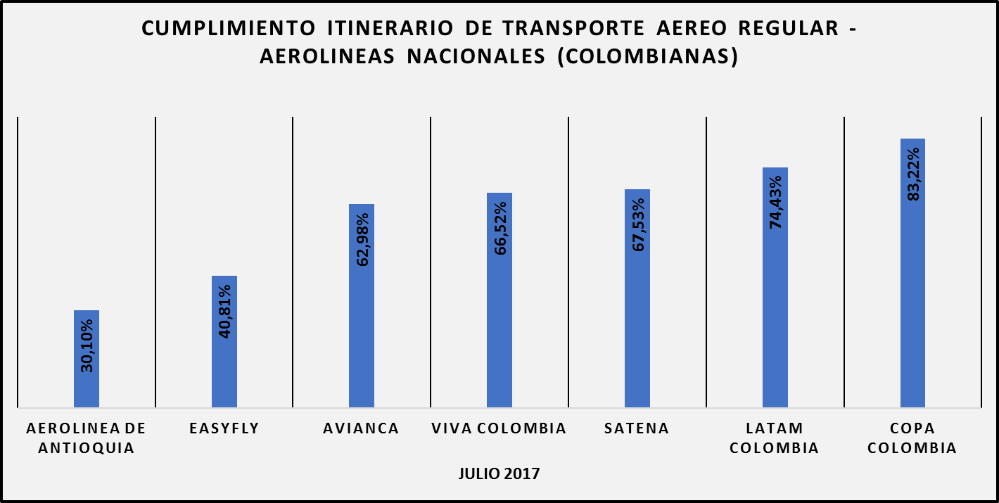 CUMPLIMIENTO ITINERARIO DE TRANSPORTE AEREO REGULAR -
AEROLINEAS NACIONALES (COLOMBIANAS)
30,10%
40,81%
62,98%
66,52%
67,53%
74,43%
83,22%
AEROLINEA DE
ANTIOQUIA
EASYFLY
AVIANCA
VIVA COLOMBIA
SATENA
LATAM
COLOMBIA
COPA
COLOMBIA
JULIO 2017